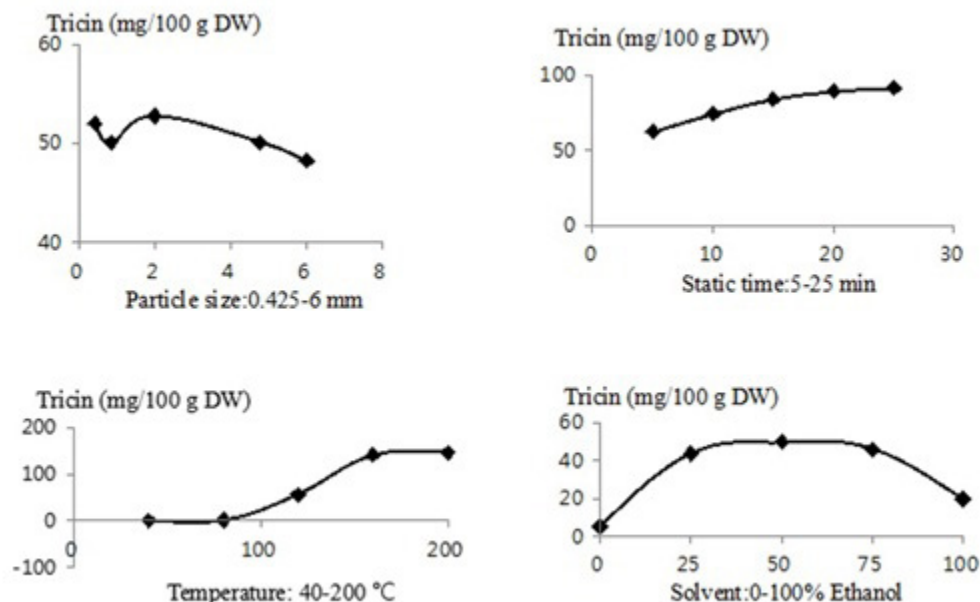 Tricin (mg/100 g DW)
60
50
40
0 2 4 6 8
Particle size:0.425-6 mm
Tricin (mg/100 g DW)
100
50
0
0 10 20 30
Static time:5-25 min
Tricin (mg/100 g DW)
200
100
0
-100
0 100 200
Temperature: 40-200 °C
Tricin (mg/100 g DW)
60
40
20
0
0 25 50 75 100
Solvent:0-100% Ethanol